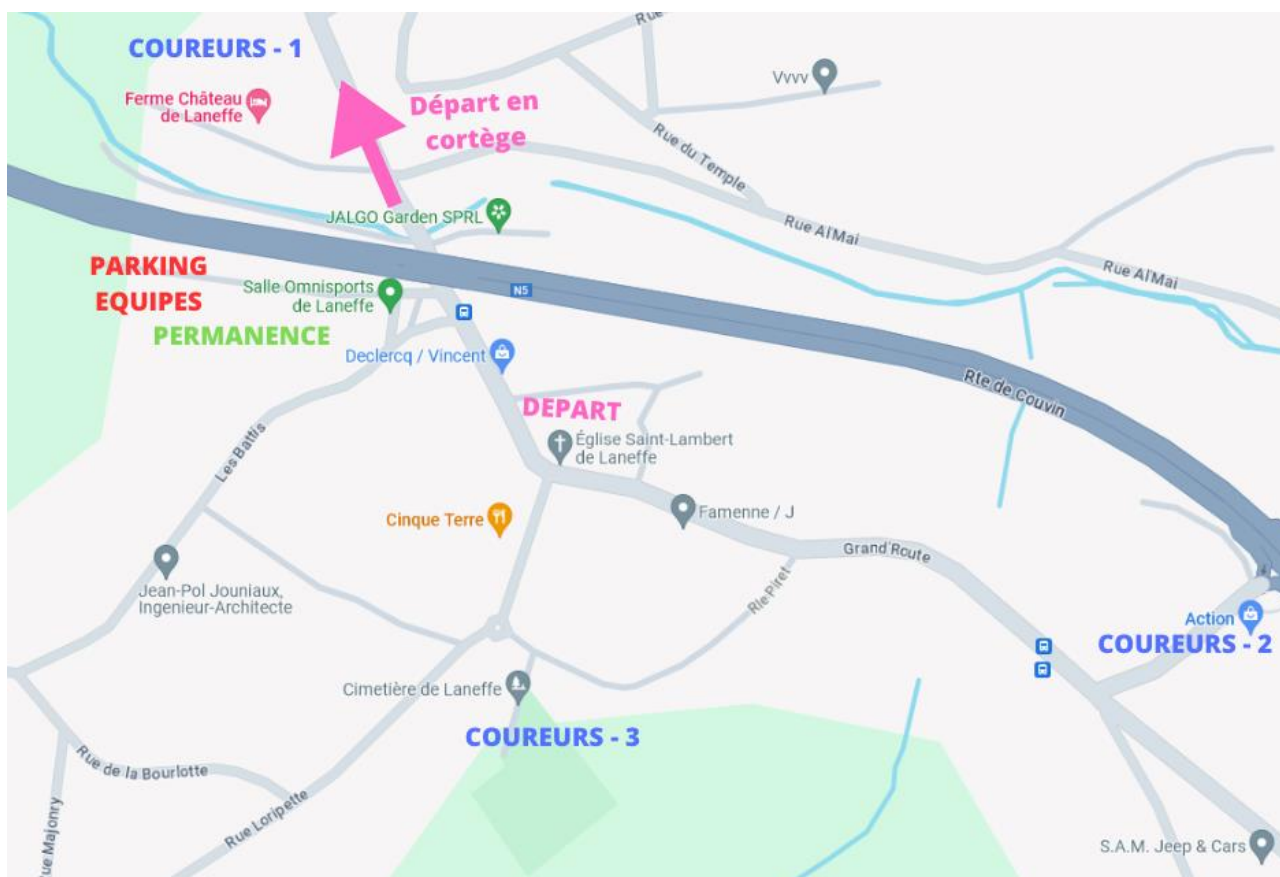 Rue
COUREURS - 1
Vvvv
Ferme Château
de Laneffe
Départ en
cortège
Rue du Temple
JALGO Garden SPRL
Rue Al'Mai
Rue Al'Mai
PARKING
EQUIPES
Salle Omnisports
de Laneffe
N5
PERMANENCE
Declercq / Vincent
Rte de Couvin
DEPART
Église Saint-Lambert
de Laneffe
Les Battis
Cinque Terre
Famenne / J
Grand'Route
Jean-Pol Jouniaux,
Ingenieur-Architecte
Rle Piret
Action
COUREURS - 2
Cimetière de Laneffe
COUREURS - 3
Rue de la Bourlotte
Rue Loripette
Majonry
S.A.M. Jeep & Cars